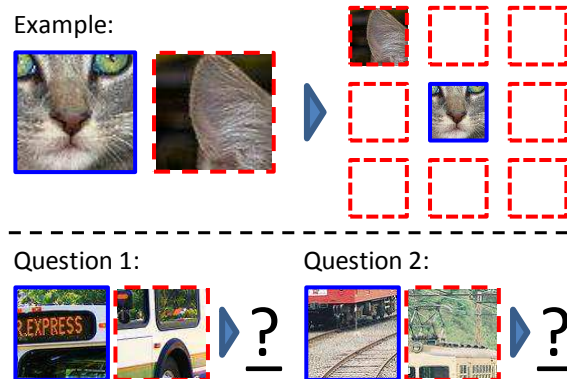 Example:
Question 1:
Question 2:
R.EXPRESS
?
?